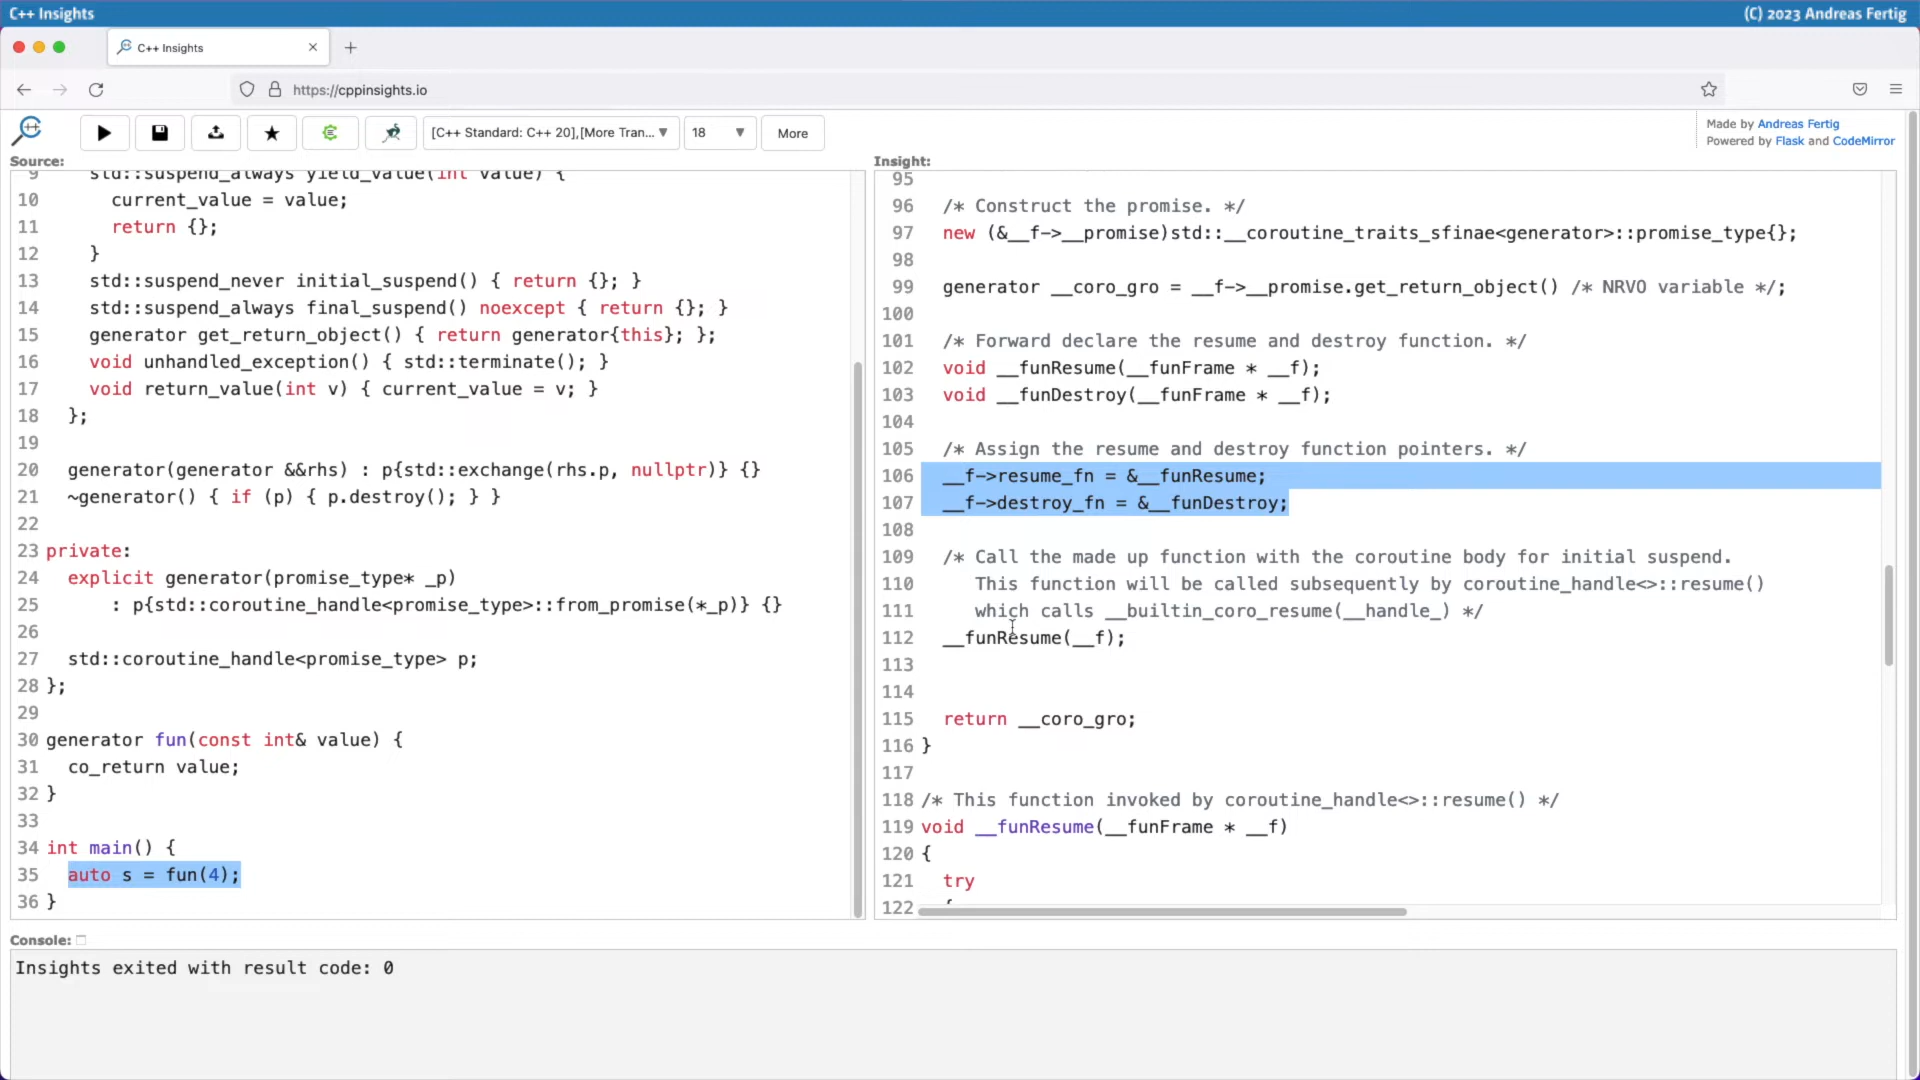 C++ Insights
(C) 2023 Andreas Fertig
C++ Insights
https://cppinsights.io
[C++ Standard: C++ 20],[More Tran...
18
More
Made by Andreas Fertig
Powered by Flask and CodeMirror
Source:
9 std::suspend_always yield_value(int value) {
10 current_value = value;
11 return {};
12 }
13 std::suspend_never initial_suspend() { return {}; }
14 std::suspend_always final_suspend() noexcept { return {}; }
15 generator get_return_object() { return generator{this}; };
16 void unhandled_exception() { std::terminate(); }
17 void return_value(int v) { current_value = v; }
18 };
19
20 generator(generator &&rhs) : p{std::exchange(rhs.p, nullptr)} {}
21 ~generator() { if (p) { p.destroy(); } }
22
23 private:
24 explicit generator(promise_type* _p)
25 : p{std::coroutine_handle<promise_type>::from_promise(*_p)} {}
26
27 std::coroutine_handle<promise_type> p;
28 };
29
30 generator fun(const int& value) {
31 co_return value;
32 }
33
34 int main() {
35 auto s = fun(4);
36 }
Insight:
95
96 /* Construct the promise. */
97 new (&__f->__promise)std::__coroutine_traits_sfinae<generator>::promise_type{};
98
99 generator __coro_gro = __f->__promise.get_return_object() /* NRVO variable */;
100
101 /* Forward declare the resume and destroy function. */
102 void __funResume(__funFrame * __f);
103 void __funDestroy(__funFrame * __f);
104
105 /* Assign the resume and destroy function pointers. */
106 __f->resume_fn = &__funResume;
107 __f->destroy_fn = &__funDestroy;
108
109 /* Call the made up function with the coroutine body for initial suspend.
110 This function will be called subsequently by coroutine_handle<>::resume()
111 which calls __builtin_coro_resume(__handle_) */
112 __funResume(__f);
113
114
115 return __coro_gro;
116 }
117
118 /* This function invoked by coroutine_handle<>::resume() */
119 void __funResume(__funFrame * __f)
120 {
121 try
122 {
Console:
Insights exited with result code: 0